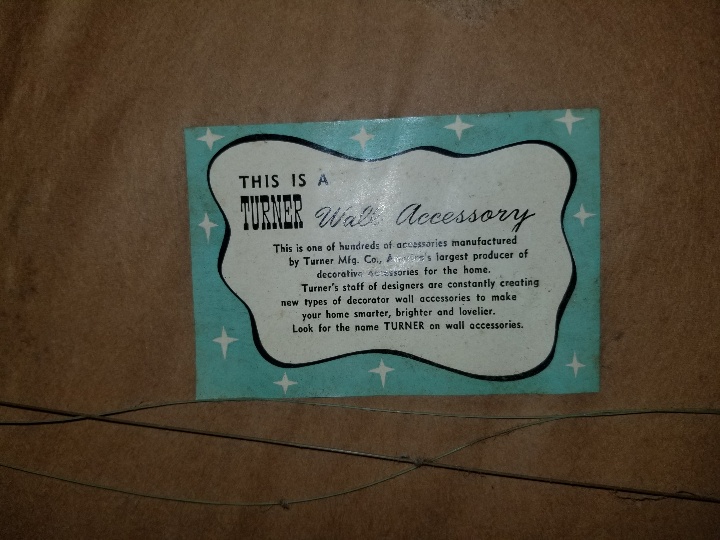 THIS IS A
TURNER Wall Accessory
This is one of hundreds of accessories manufactured
by Turner Mfg. Co., America's largest producer of
decorative accessories for the home.
Turner's staff of designers are constantly creating
new types of decorator wall accessories to make
your home smarter, brighter and lovelier.
Look for the name TURNER on wall accessories.